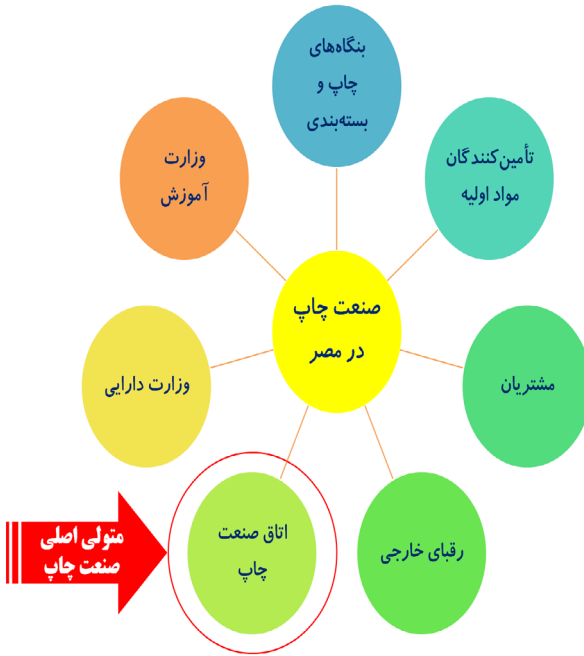 بنگاه‌های
چاپ و
بسته‌بندی
تأمین‌کنندگان
مواد اولیه
مشتریان
رقبای خارجی
اتاق صنعت
چاپ
وزارت دارایی
وزارت
آموزش
صنعت چاپ
در مصر
متولی اصلی
صنعت چاپ